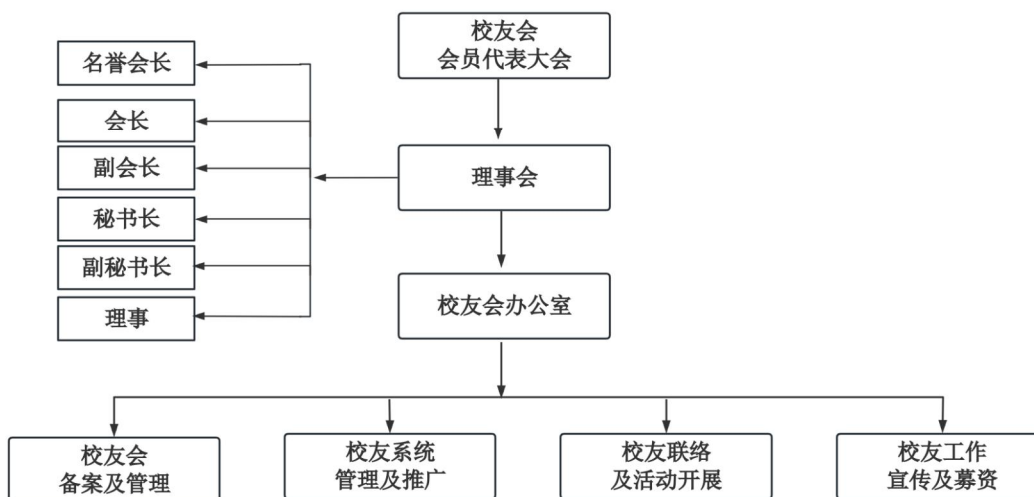 校友会
会员代表大会
名誉会长
会长
副会长
理事会
秘书长
副秘书长
理事
校友会办公室
校友会
备案及管理
校友系统
管理及推广
校友联络
及活动开展
校友工作
宣传及募资